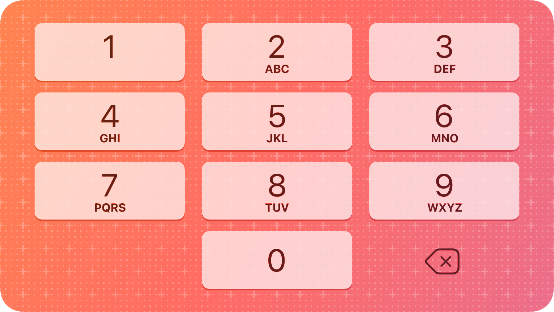 1 2 3
ABC DEF
4 5 6
GHI JKL MNO
7 8 9
PQRS TUV WXYZ
0